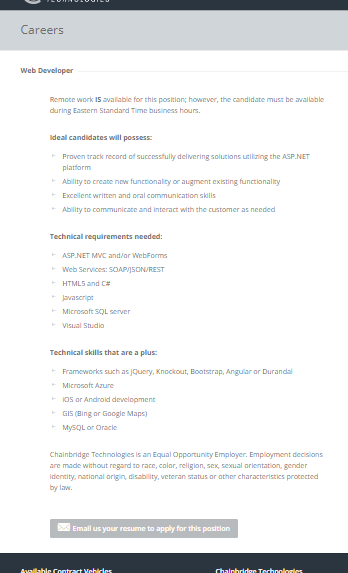 TECHNOLOGIES
Careers
Web Developer
Remote work IS available for this position; however, the candidate must be available
during Eastern Standard Time business hours.
Ideal candidates will possess:
Proven track record of successfully delivering solutions utilizing the ASP.NET
platform
Ability to create new functionality or augment existing functionality
Excellent written and oral communication skills
Ability to communicate and interact with the customer as needed
Technical requirements needed:
ASP.NET MVC and/or WebForms
Web Services: SOAP/JSON/REST
HTML5 and C#
Javascript
Microsoft SQL server
Visual Studio
Technical skills that are a plus:
Frameworks such as jQuery, Knockout, Bootstrap, Angular or Durandal
Microsoft Azure
iOS or Android development
GIS (Bing or Google Maps)
MySQL or Oracle
Chainbridge Technologies is an Equal Opportunity Employer. Employment decisions
are made without regard to race, color, religion, sex, sexual orientation, gender
identity, national origin, disability, veteran status or other characteristics protected
by law.
Email us your resume to apply for this position
Available Contract Vehicles
Chainbridge Technologies